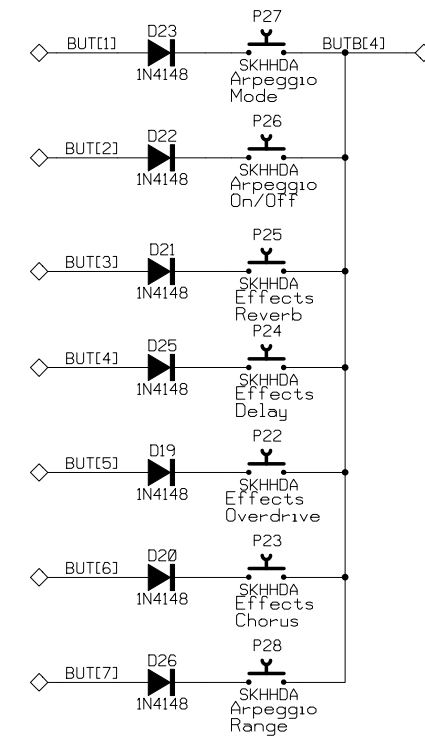 P27
D23
BUT[1]
BUTB[4]
1N4148
SKHHDA
Arpeggio
Mode
P26
D22
BUT[2]
1N4148
SKHHDA
Arpeggio
On/Off
P25
D21
BUT[3]
1N4148
SKHHDA
Effects
Reverb
P24
D25
BUT[4]
1N4148
SKHHDA
Effects
Delay
P22
D19
BUT[5]
1N4148
SKHHDA
Effects
Overdrive
P23
D20
BUT[6]
1N4148
SKHHDA
Effects
Chorus
P28
D26
BUT[7]
1N4148
SKHHDA
Arpeggio
Range